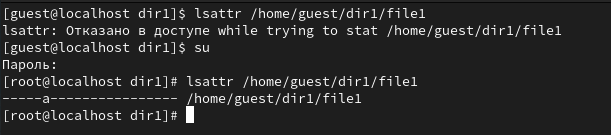 [guest@localhost dir1]$ lsattr /home/guest/dir1/file1
lsattr: Отказано в доступе while trying to stat /home/guest/dir1/file1
[guest@localhost dir1]$ su
Пароль:
[root@localhost dir1]# lsattr /home/guest/dir1/file1
-----a---------------- /home/guest/dir1/file1
[root@localhost dir1]#